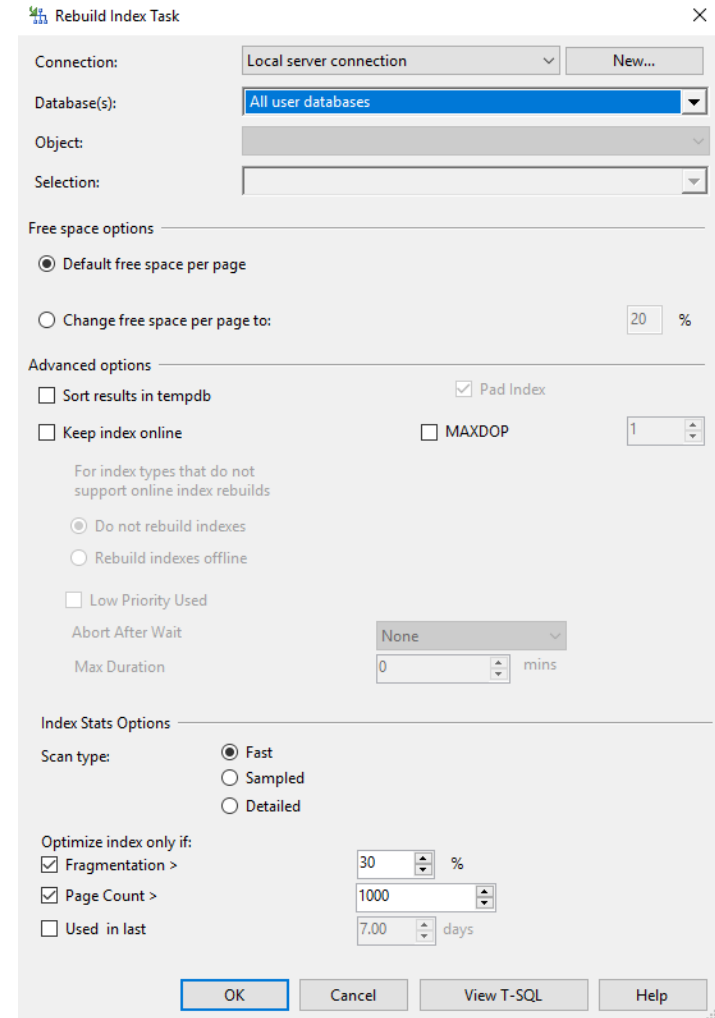 Rebuild Index Task
Connection: Local server connection New...
Database(s): All user databases
Object:
Selection:
Free space options
Default free space per page
Change free space per page to: 20 %
Advanced options
Sort results in tempdb Pad Index
Keep index online MAXDOP 1
For index types that do not
support online index rebuilds
Do not rebuild indexes
Rebuild indexes offline
Low Priority Used
Abort After Wait None
Max Duration 0 mins
Index Stats Options
Scan type: Fast
Sampled
Detailed
Optimize index only if:
Fragmentation > 30 %
Page Count > 1000
Used in last 7.00 days
OK Cancel View T-SQL Help